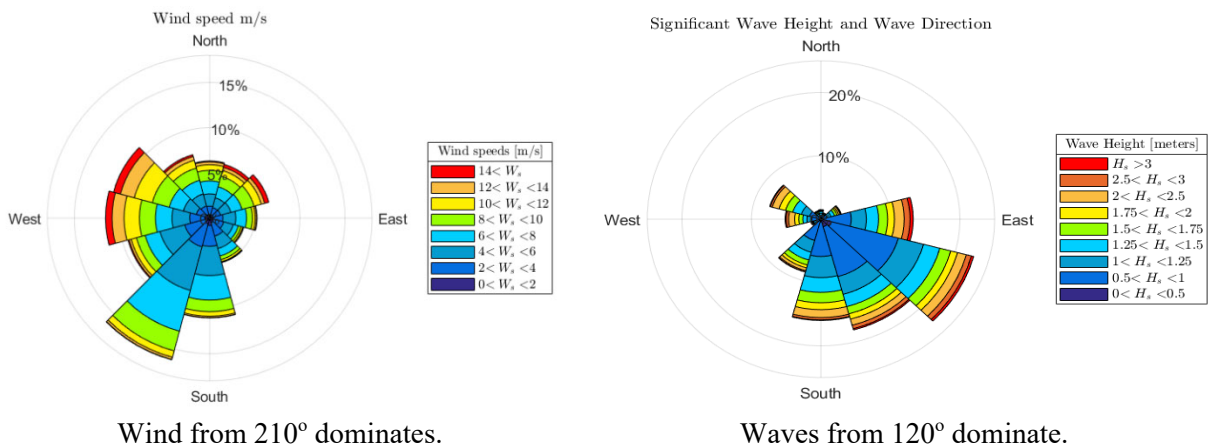 Wind speed m/s
North
15%
10%
5%
West
East
South
Wind speeds [m/s]
14< W_s
12< W_s <14
10< W_s <12
8< W_s <10
6< W_s <8
4< W_s <6
2< W_s <4
0< W_s <2
Wind from 210º dominates.
Significant Wave Height and Wave Direction
North
20%
10%
West
East
South
Wave Height [meters]
H_s >3
2.5< H_s <3
2< H_s <2.5
1.75< H_s <2
1.5< H_s <1.75
1.25< H_s <1.5
1< H_s <1.25
0.5< H_s <1
0< H_s <0.5
Waves from 120º dominate.